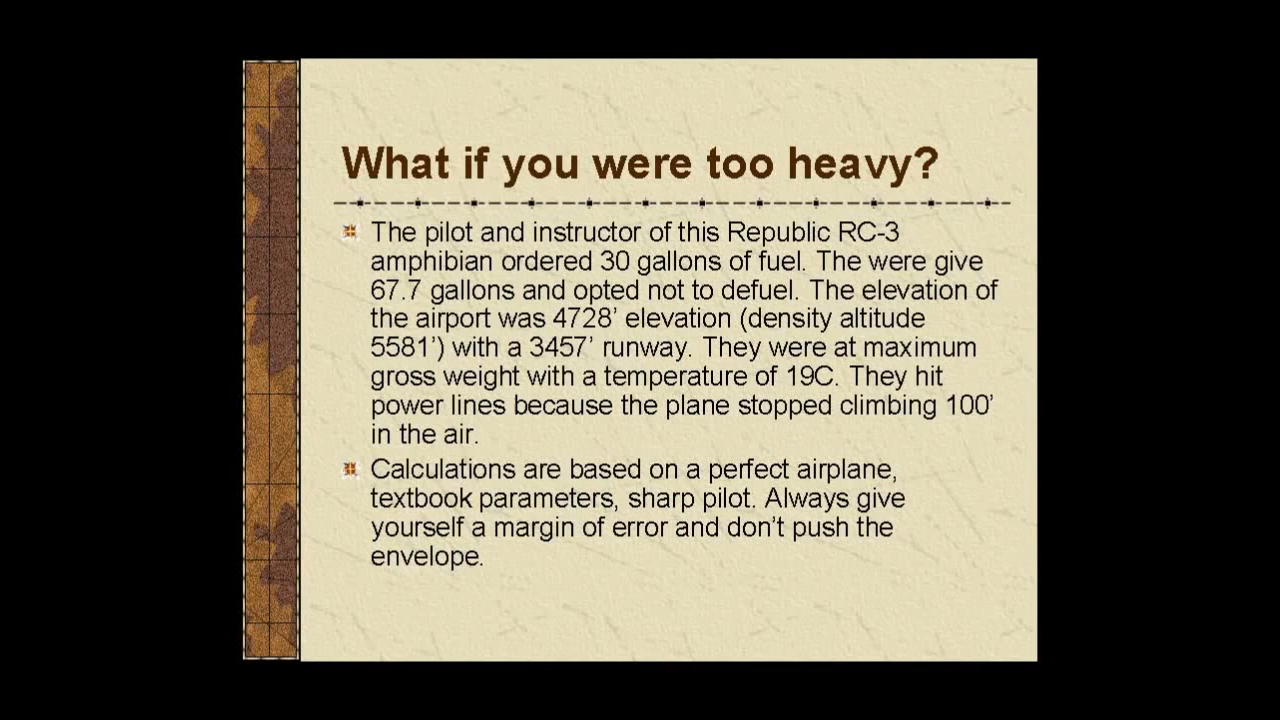 What if you were too heavy?
The pilot and instructor of this Republic RC-3
amphibian ordered 30 gallons of fuel. The were give
67.7 gallons and opted not to defuel. The elevation of
the airport was 4728’ elevation (density altitude
5581’) with a 3457’ runway. They were at maximum
gross weight with a temperature of 19C. They hit
power lines because the plane stopped climbing 100’
in the air.
Calculations are based on a perfect airplane,
textbook parameters, sharp pilot. Always give
yourself a margin of error and don’t push the
envelope.